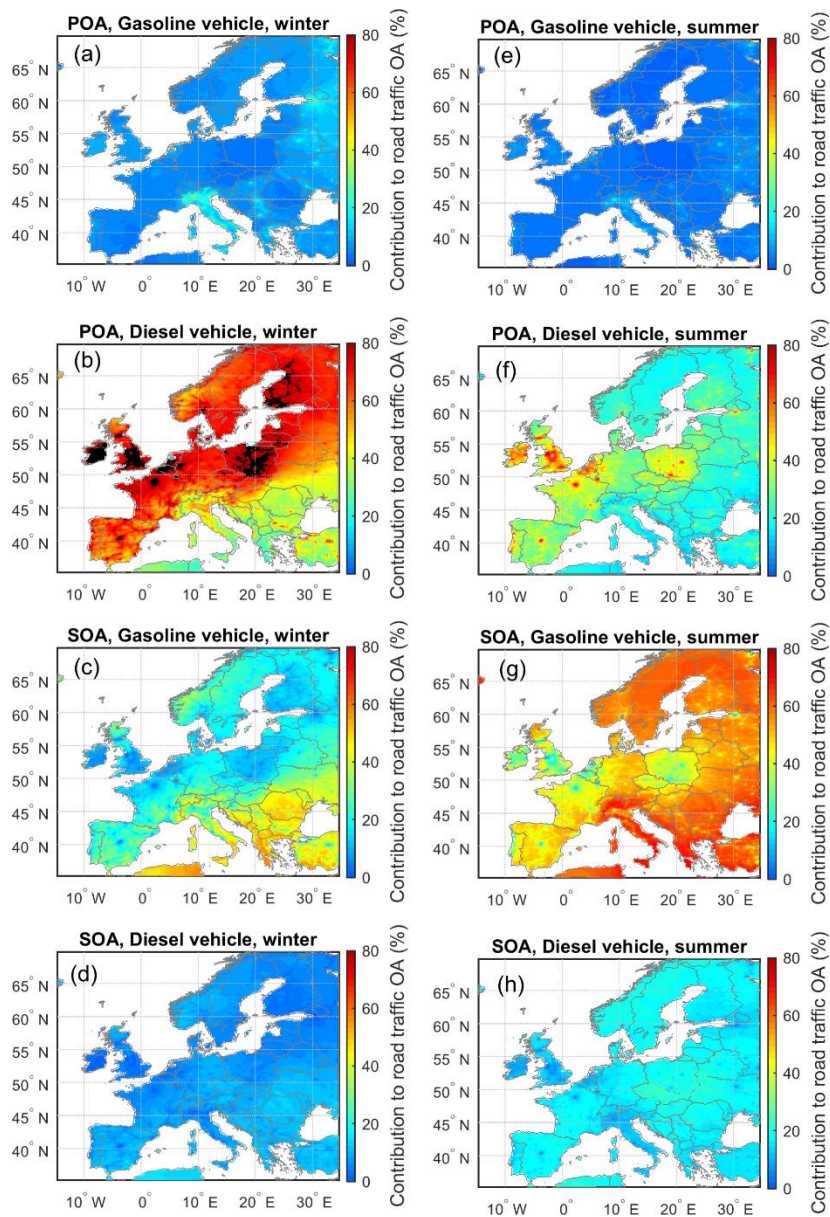 POA, Gasoline vehicle, winter
(a)
65° N
60° N
55° N
50° N
45° N
40° N
10° W 0° 10° E 20° E 30° E
80
60
40
20
0
Contribution to road traffic OA (%)
POA, Gasoline vehicle, summer
(e)
65° N
60° N
55° N
50° N
45° N
40° N
10° W 0° 10° E 20° E 30° E
80
60
40
20
0
Contribution to road traffic OA (%)
POA, Diesel vehicle, winter
(b)
65° N
60° N
55° N
50° N
45° N
40° N
10° W 0° 10° E 20° E 30° E
80
60
40
20
0
Contribution to road traffic OA (%)
POA, Diesel vehicle, summer
(f)
65° N
60° N
55° N
50° N
45° N
40° N
10° W 0° 10° E 20° E 30° E
80
60
40
20
0
Contribution to road traffic OA (%)
SOA, Gasoline vehicle, winter
(c)
65° N
60° N
55° N
50° N
45° N
40° N
10° W 0° 10° E 20° E 30° E
80
60
40
20
0
Contribution to road traffic OA (%)
SOA, Gasoline vehicle, summer
(g)
65° N
60° N
55° N
50° N
45° N
40° N
10° W 0° 10° E 20° E 30° E
80
60
40
20
0
Contribution to road traffic OA (%)
SOA, Diesel vehicle, winter
(d)
65° N
60° N
55° N
50° N
45° N
40° N
10° W 0° 10° E 20° E 30° E
80
60
40
20
0
Contribution to road traffic OA (%)
SOA, Diesel vehicle, summer
(h)
65° N
60° N
55° N
50° N
45° N
40° N
10° W 0° 10° E 20° E 30° E
80
60
40
20
0
Contribution to road traffic OA (%)